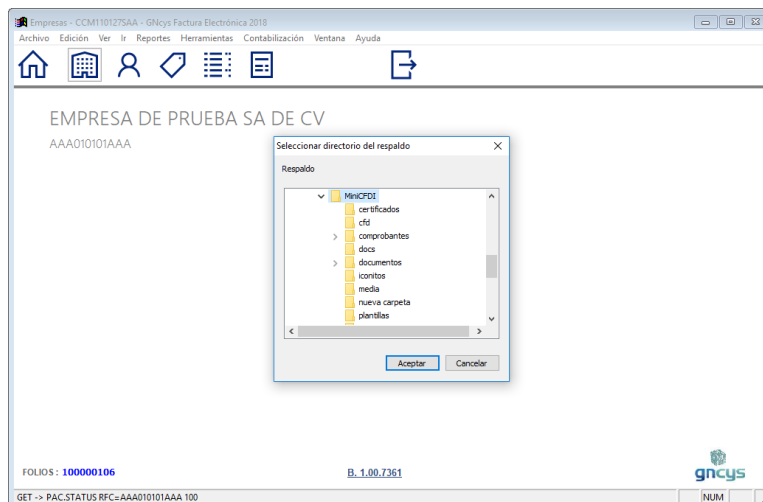 Empresas - CCM110127SAA - GNcys Factura Electrónica 2018
Archivo Edición Ver Ir Reportes Herramientas Contabilización Ventana Ayuda
EMPRESA DE PRUEBA SA DE CV
AAA010101AAA
Seleccionar directorio del respaldo
Respaldo
MiniCFDI
certificados
cfd
comprobantes
docs
documentos
iconitos
media
nueva carpeta
plantillas
Aceptar Cancelar
FOLIOS : 100000106 B. 1.00.7361
gncys
GET -> PAC.STATUS RFC=AAA010101AAA 100 NUM